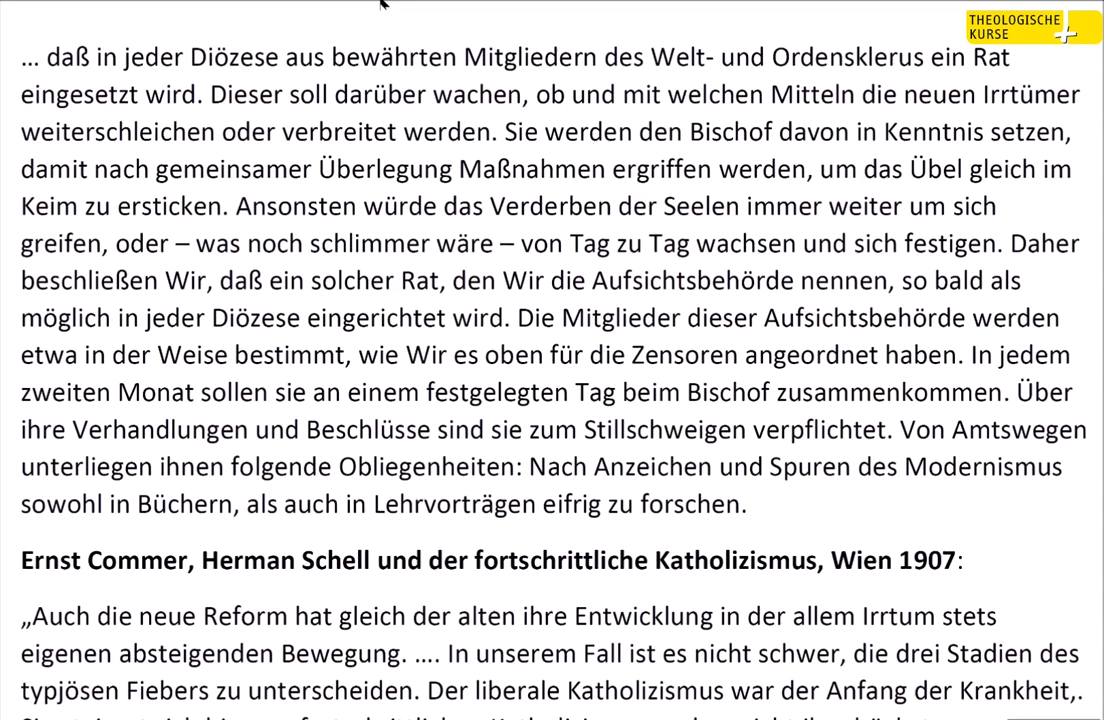 THEOLOGISCHE
KURSE
... daß in jeder Diözese aus bewährten Mitgliedern des Welt- und Ordensklerus ein Rat
eingesetzt wird. Dieser soll darüber wachen, ob und mit welchen Mitteln die neuen Irrtümer
weiterschleichen oder verbreitet werden. Sie werden den Bischof davon in Kenntnis setzen,
damit nach gemeinsamer Überlegung Maßnahmen ergriffen werden, um das Übel gleich im
Keim zu ersticken. Ansonsten würde das Verderben der Seelen immer weiter um sich
greifen, oder – was noch schlimmer wäre – von Tag zu Tag wachsen und sich festigen. Daher
beschließen Wir, daß ein solcher Rat, den Wir die Aufsichtsbehörde nennen, so bald als
möglich in jeder Diözese eingerichtet wird. Die Mitglieder dieser Aufsichtsbehörde werden
etwa in der Weise bestimmt, wie Wir es oben für die Zensoren angeordnet haben. In jedem
zweiten Monat sollen sie an einem festgelegten Tag beim Bischof zusammenkommen. Über
ihre Verhandlungen und Beschlüsse sind sie zum Stillschweigen verpflichtet. Von Amtswegen
unterliegen ihnen folgende Obliegenheiten: Nach Anzeichen und Spuren des Modernismus
sowohl in Büchern, als auch in Lehrvorträgen eifrig zu forschen.
Ernst Commer, Herman Schell und der fortschrittliche Katholizismus, Wien 1907:
„Auch die neue Reform hat gleich der alten ihre Entwicklung in der allem Irrtum stets
eigenen absteigenden Bewegung. .... In unserem Fall ist es nicht schwer, die drei Stadien des
typjösen Fiebers zu unterscheiden. Der liberale Katholizismus war der Anfang der Krankheit,.